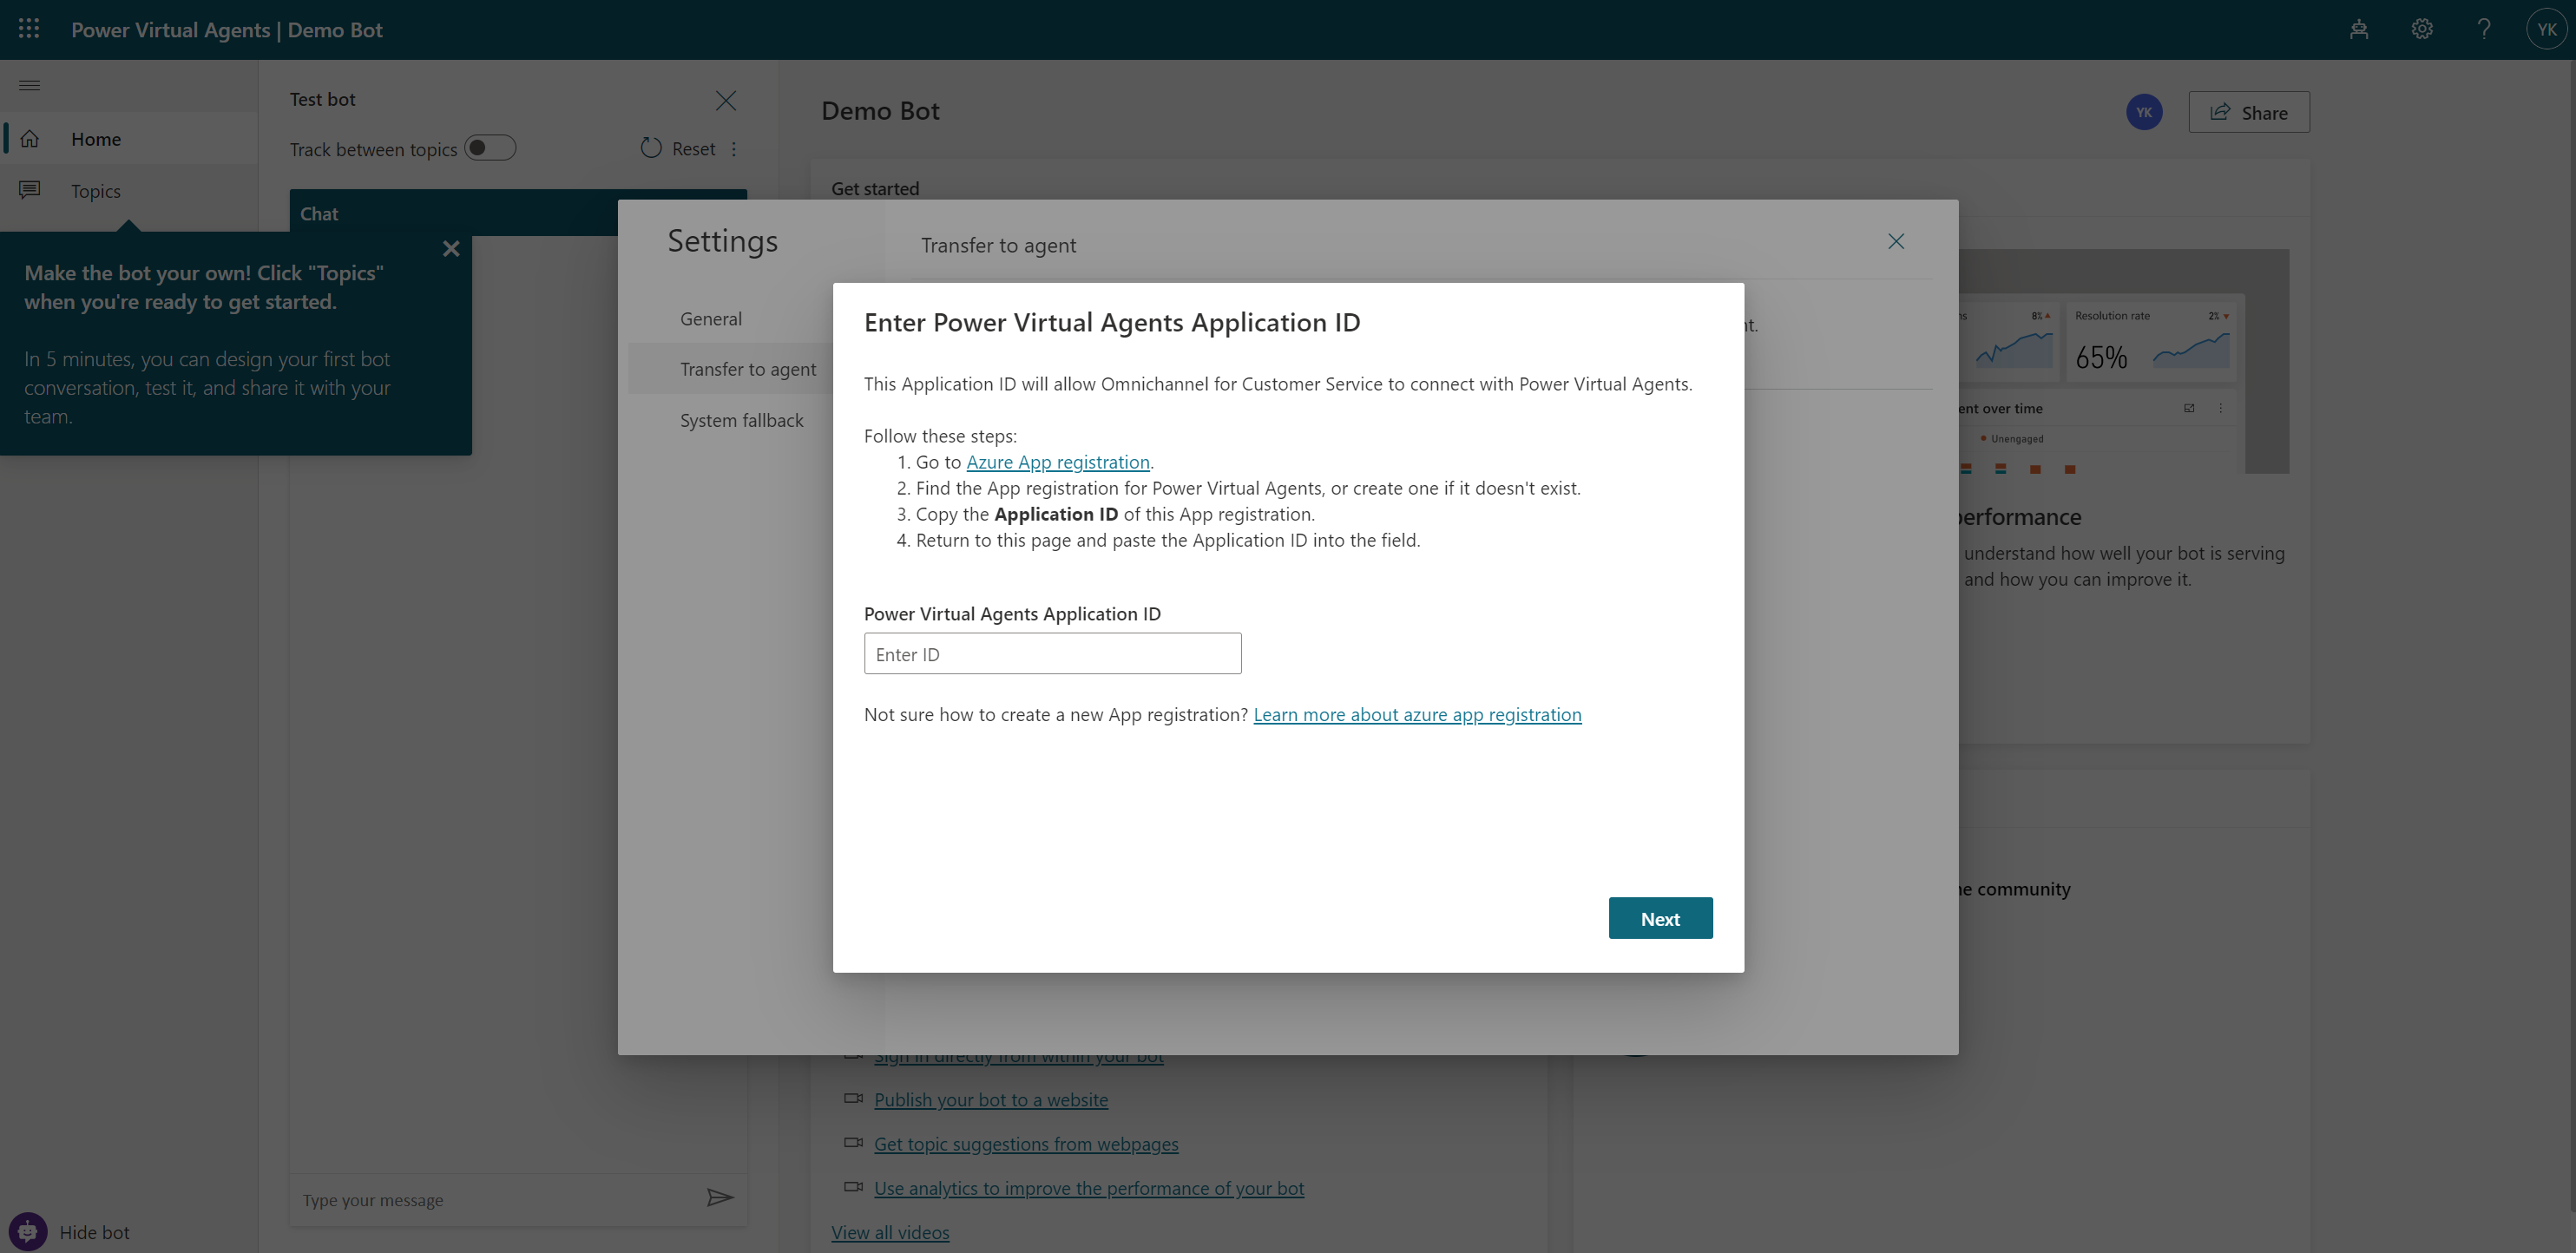 Power Virtual Agents | Demo Bot
YK
Home
Topics
Make the bot your own! Click "Topics"
when you're ready to get started.
In 5 minutes, you can design your first bot
conversation, test it, and share it with your
team.
Hide bot
Test bot
Track between topics
Reset
Chat
Type your message
Demo Bot
YK
Share
Get started
Settings
General
Transfer to agent
System fallback
Transfer to agent
Enter Power Virtual Agents Application ID
This Application ID will allow Omnichannel for Customer Service to connect with Power Virtual Agents.
Follow these steps:
1. Go to Azure App registration.
2. Find the App registration for Power Virtual Agents, or create one if it doesn't exist.
3. Copy the Application ID of this App registration.
4. Return to this page and paste the Application ID into the field.
Power Virtual Agents Application ID
Enter ID
Not sure how to create a new App registration? Learn more about azure app registration
Next
8%
Resolution rate
2%
65%
over time
Unengaged
understand how well your bot is serving
and how you can improve it.
community
Sign in directly from within your bot
Publish your bot to a website
Get topic suggestions from webpages
Use analytics to improve the performance of your bot
View all videos